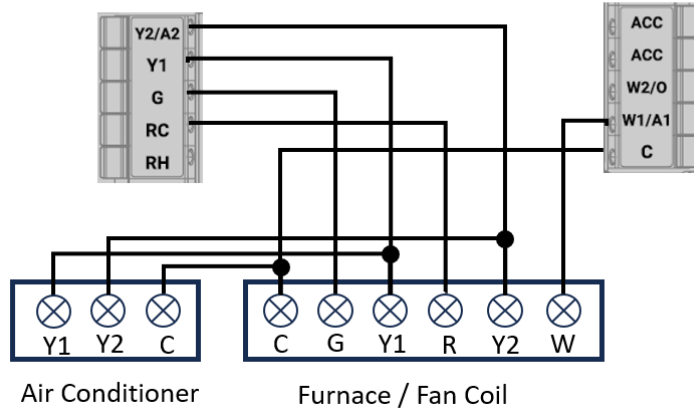 Y2/A2
Y1
G
RC
RH
ACC
ACC
W2/O
W1/A1
C
Y1 Y2 C
Air Conditioner
C G Y1 R Y2 W
Furnace / Fan Coil